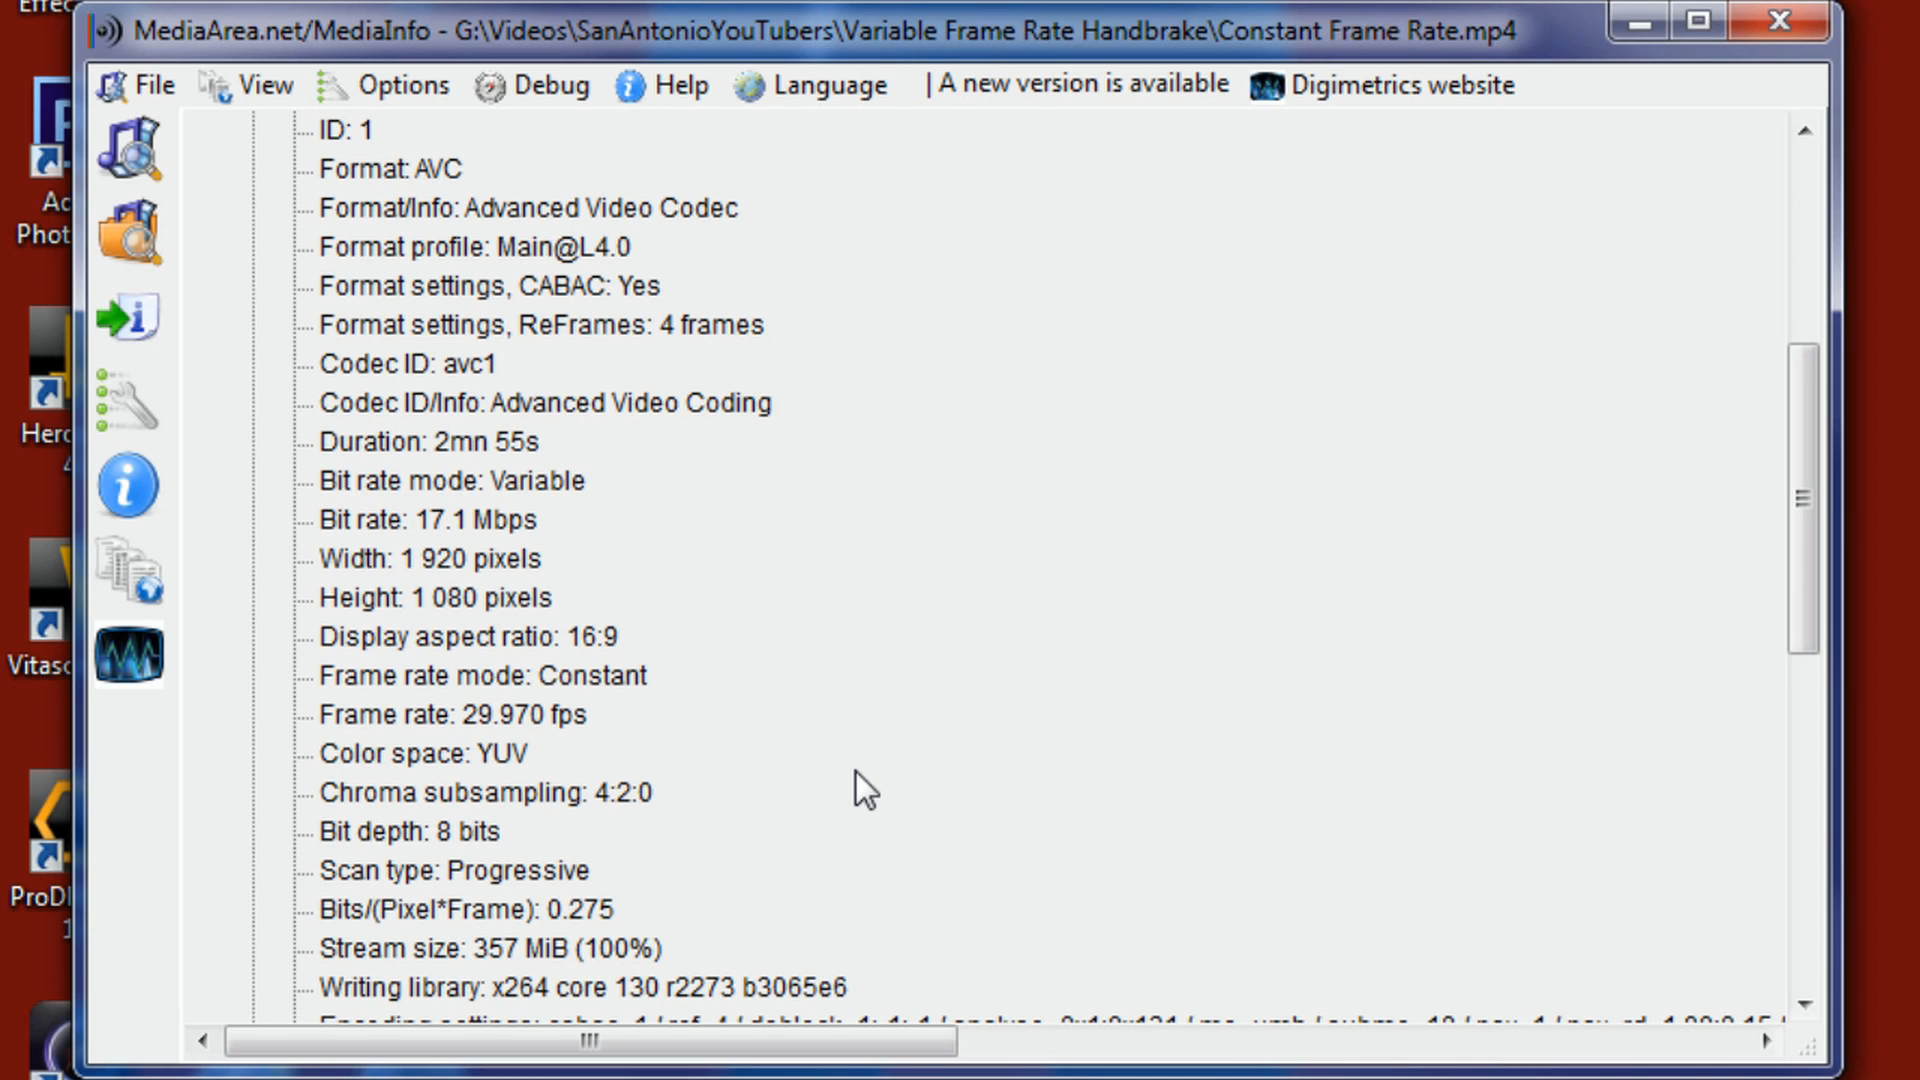 Effec
MediaArea.net/MediaInfo - G:\Videos\SanAntonioYouTubers\Variable Frame Rate Handbrake\Constant Frame Rate.mp4
File View Options Debug Help Language | A new version is available Digimetrics website
Ac
Phot
Herc
4
Vitasc
ProDI
1
ID: 1
Format: AVC
Format/Info: Advanced Video Codec
Format profile: Main@L4.0
Format settings, CABAC: Yes
Format settings, ReFrames: 4 frames
Codec ID: avc1
Codec ID/Info: Advanced Video Coding
Duration: 2mn 55s
Bit rate mode: Variable
Bit rate: 17.1 Mbps
Width: 1 920 pixels
Height: 1 080 pixels
Display aspect ratio: 16:9
Frame rate mode: Constant
Frame rate: 29.970 fps
Color space: YUV
Chroma subsampling: 4:2:0
Bit depth: 8 bits
Scan type: Progressive
Bits/(Pixel*Frame): 0.275
Stream size: 357 MiB (100%)
Writing library: x264 core 130 r2273 b3065e6